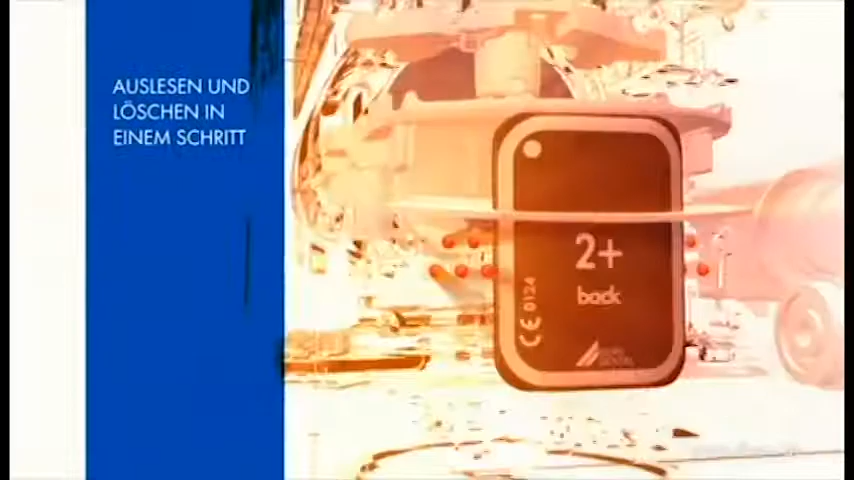 AUSLESEN UND
LÖSCHEN IN
EINEM SCHRITT
2+
back
CE 0124